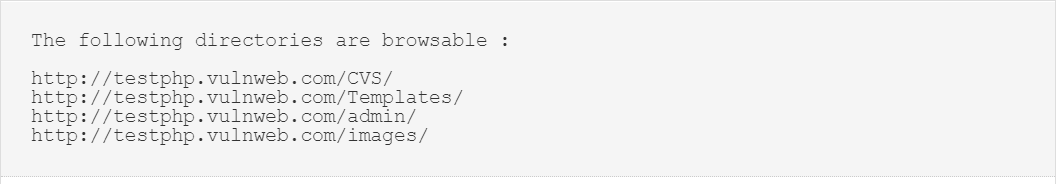 The following directories are browsable :
http://testphp.vulnweb.com/CVS/
http://testphp.vulnweb.com/Templates/
http://testphp.vulnweb.com/admin/
http://testphp.vulnweb.com/images/